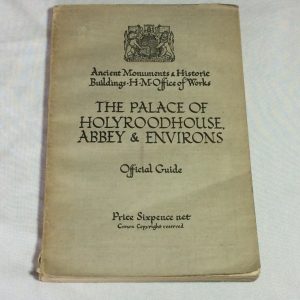 Ancient Monuments & Historic
Buildings·H·M·Office of Works
THE PALACE OF
HOLYROODHOUSE,
ABBEY & ENVIRONS
Official Guide
Price Sixpence net
Crown Copyright reserved